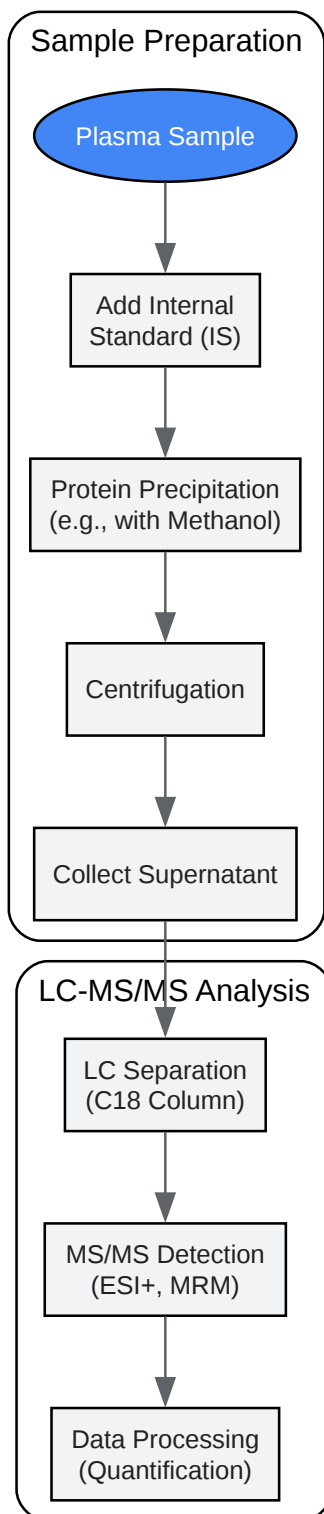 Sample Preparation
Plasma Sample
Add Internal
Standard (IS)
Protein Precipitation
(e.g., with Methanol)
Centrifugation
Collect Supernatant
LC-MS/MS Analysis
LC Separation
(C18 Column)
MS/MS Detection
(ESI+, MRM)
Data Processing
(Quantification)